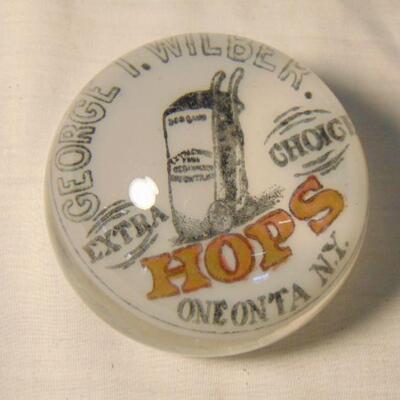 GEORGE I. WILBER.
EXTRA
CHOICE
HOPS
ONEONTA N.Y.